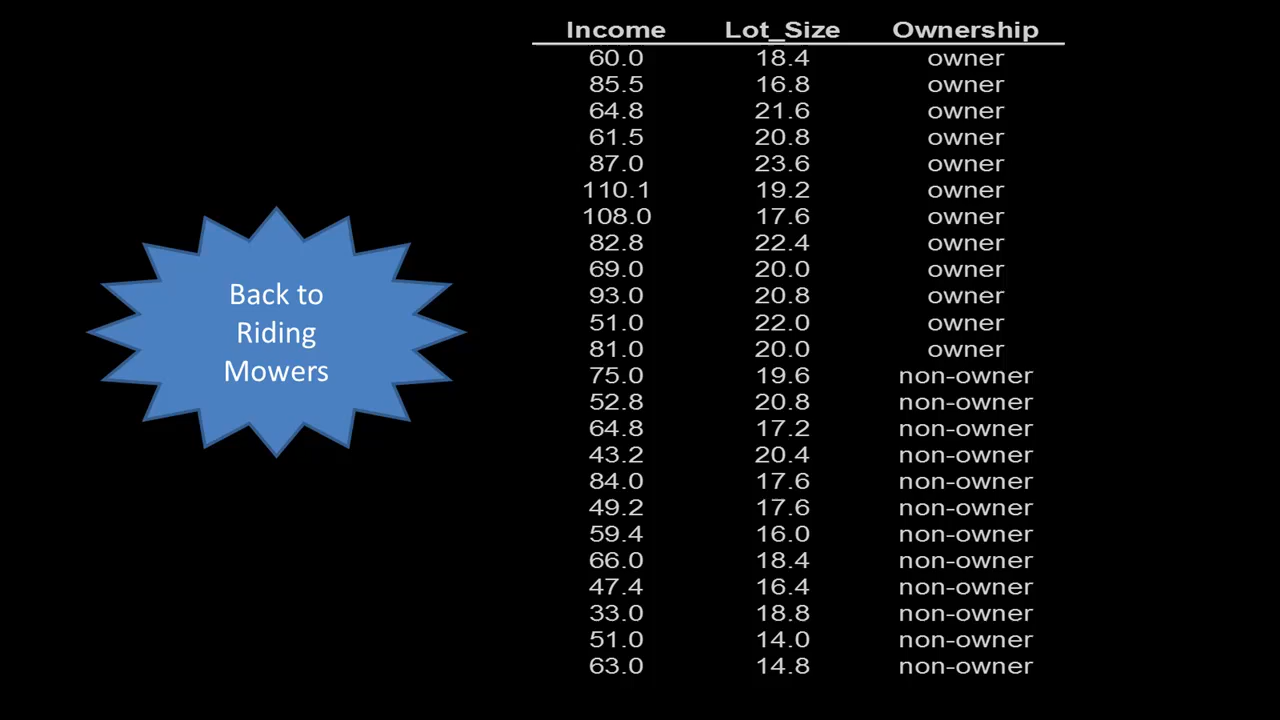 Back to
Riding
Mowers
Income Lot_Size Ownership
60.0 18.4 owner
85.5 16.8 owner
64.8 21.6 owner
61.5 20.8 owner
87.0 23.6 owner
110.1 19.2 owner
108.0 17.6 owner
82.8 22.4 owner
69.0 20.0 owner
93.0 20.8 owner
51.0 22.0 owner
81.0 20.0 owner
75.0 19.6 non-owner
52.8 20.8 non-owner
64.8 17.2 non-owner
43.2 20.4 non-owner
84.0 17.6 non-owner
49.2 17.6 non-owner
59.4 16.0 non-owner
66.0 18.4 non-owner
47.4 16.4 non-owner
33.0 18.8 non-owner
51.0 14.0 non-owner
63.0 14.8 non-owner